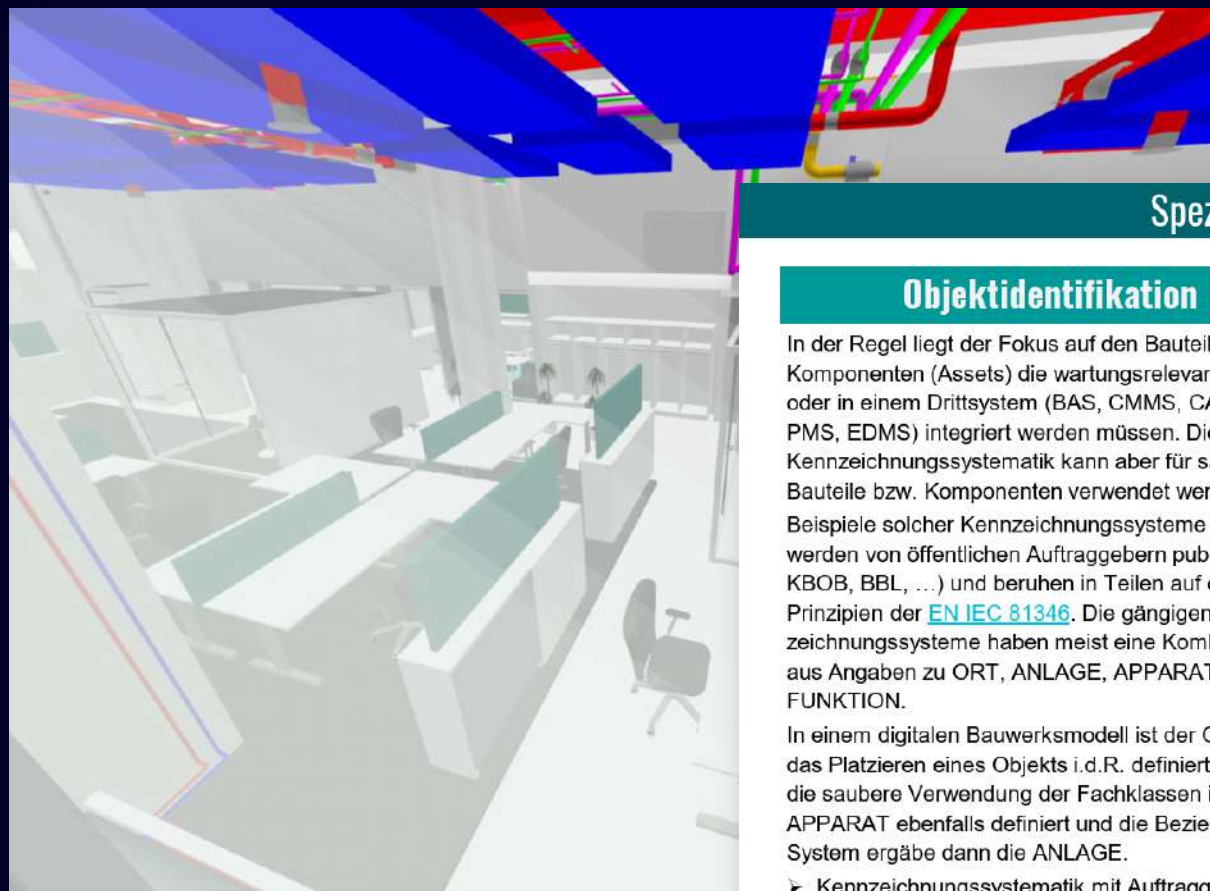 Spez
Objektidentifikation
In der Regel liegt der Fokus auf den Bauteil
Komponenten (Assets) die wartungsrelevar
oder in einem Drittsystem (BAS, CMMS, CA
PMS, EDMS) integriert werden müssen. Die
Kennzeichnungssystematik kann aber für sa
Bauteile bzw. Komponenten verwendet wer
Beispiele solcher Kennzeichnungssysteme
werden von öffentlichen Auftraggebern pub
KBOB, BBL, …) und beruhen in Teilen auf d
Prinzipien der EN IEC 81346. Die gängigen
zeichnungssysteme haben meist eine Koml
aus Angaben zu ORT, ANLAGE, APPARAT
FUNKTION.
In einem digitalen Bauwerksmodell ist der O
das Platzieren eines Objekts i.d.R. definiert
die saubere Verwendung der Fachklassen i
APPARAT ebenfalls definiert und die Bezie
System ergäbe dann die ANLAGE.
➢ Kennzeichnungssystematik mit Auftragg